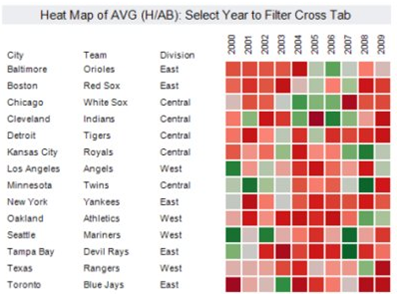 Heat Map of AVG (H/AB): Select Year to Filter Cross Tab
City Team Division 2000 2001 2002 2003 2004 2005 2006 2007 2008 2009
Baltimore Orioles East
Boston Red Sox East
Chicago White Sox Central
Cleveland Indians Central
Detroit Tigers Central
Kansas City Royals Central
Los Angeles Angels West
Minnesota Twins Central
New York Yankees East
Oakland Athletics West
Seattle Mariners West
Tampa Bay Devil Rays East
Texas Rangers West
Toronto Blue Jays East